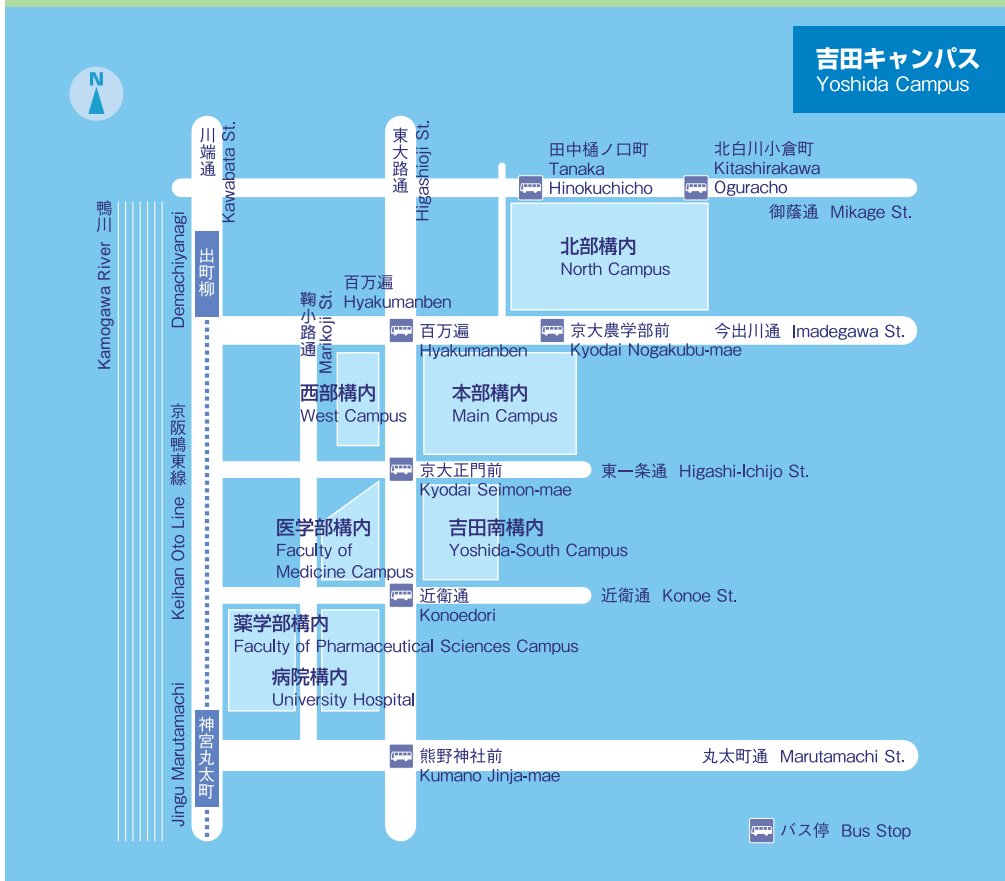 吉田キャンパス
Yoshida Campus
N
川端通
Kawabata St.
東大路通
Higashioji St.
田中樋ノ口町
Tanaka
Hinokuchicho
北白川小倉町
Kitashirakawa
Oguracho
御蔭通 Mikage St.
鴨川
Kamogawa River
Demachiyanagi
出町柳
北部構内
North Campus
百万遍
Hyakumanben
鞠小路通
Marikoji St.
百万遍
Hyakumanben
京大農学部前
Kyodai Nogakubu-mae
今出川通 Imadegawa St.
西部構内
West Campus
本部構内
Main Campus
京阪鴨東線
Keihan Oto Line
京大正門前
Kyodai Seimon-mae
東一条通 Higashi-Ichijo St.
医学部構内
Faculty of
Medicine Campus
吉田南構内
Yoshida-South Campus
近衛通
Konoedori
近衛通 Konoe St.
薬学部構内
Faculty of Pharmaceutical Sciences Campus
病院構内
University Hospital
Jingu Marutamachi
神宮丸太町
熊野神社前
Kumano Jinja-mae
丸太町通 Marutamachi St.
バス停 Bus Stop